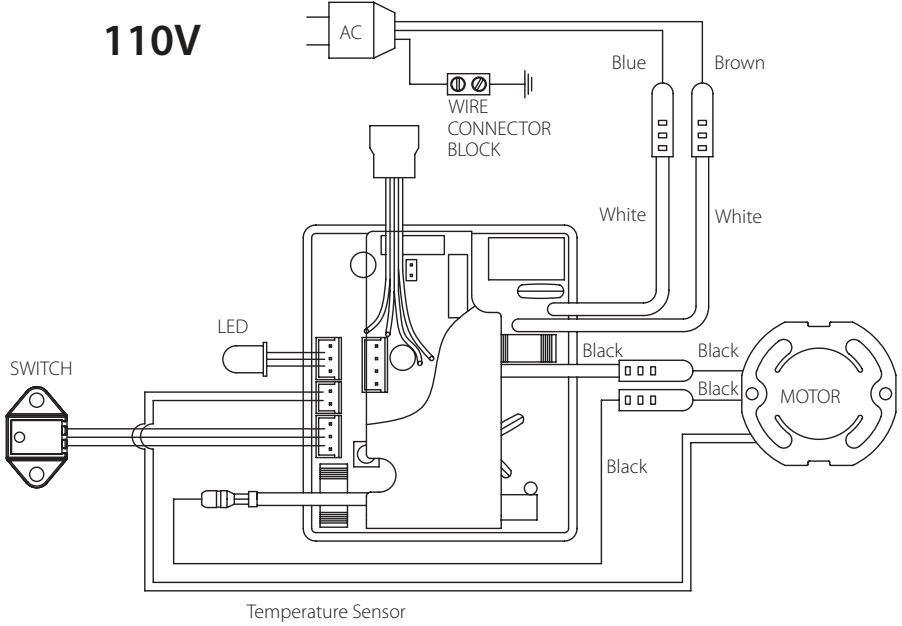 110V
AC
Blue
Brown
WIRE
CONNECTOR
BLOCK
White
White
LED
SWITCH
Black
Black
Black
MOTOR
Black
Temperature Sensor